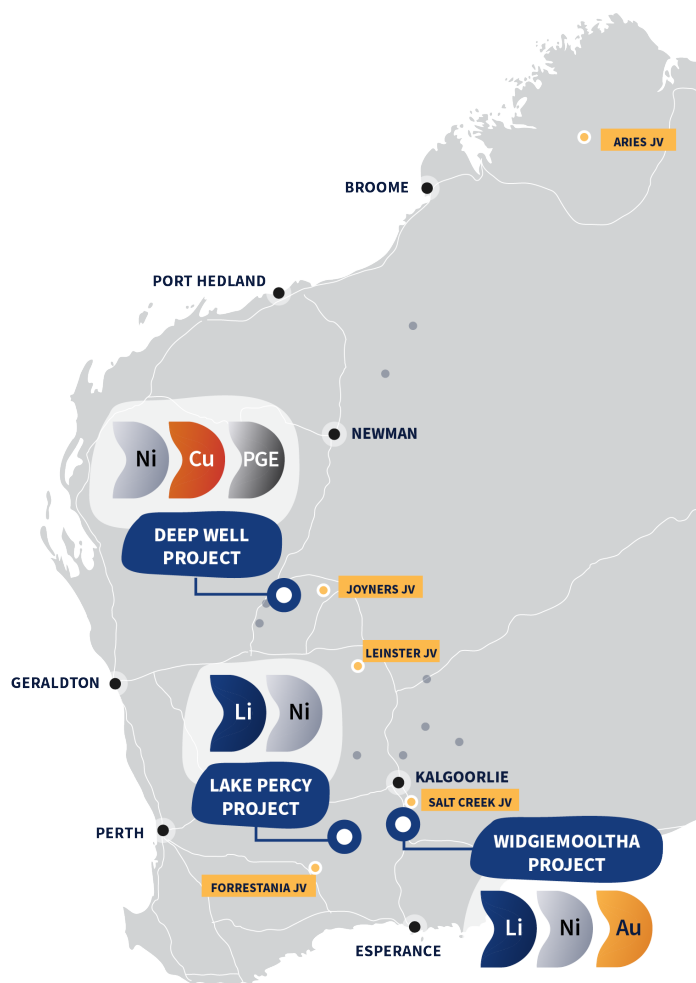 ARIES JV
BROOME
PORT HEDLAND
NEWMAN
Ni
Cu
PGE
DEEP WELL
PROJECT
JOYNERS JV
LEINSTER JV
GERALDTON
Li
Ni
LAKE PERCY
PROJECT
KALGOORLIE
SALT CREEK JV
PERTH
WIDGIEMOOLTHA
PROJECT
FORRESTANIA JV
Li
Ni
Au
ESPERANCE